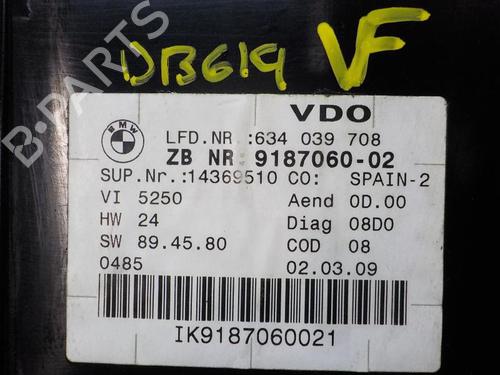 DB619 VF
B-PARTS
VDO
BMW
LFD.NR.:634 039 708
ZB NR 9187060-02
SUP.Nr.:14369510 CO: SPAIN-2
VI 5250 Aend 0D.00
HW 24 Diag 08D0
SW 89.45.80 COD 08
0485 02.03.09
IK9187060021